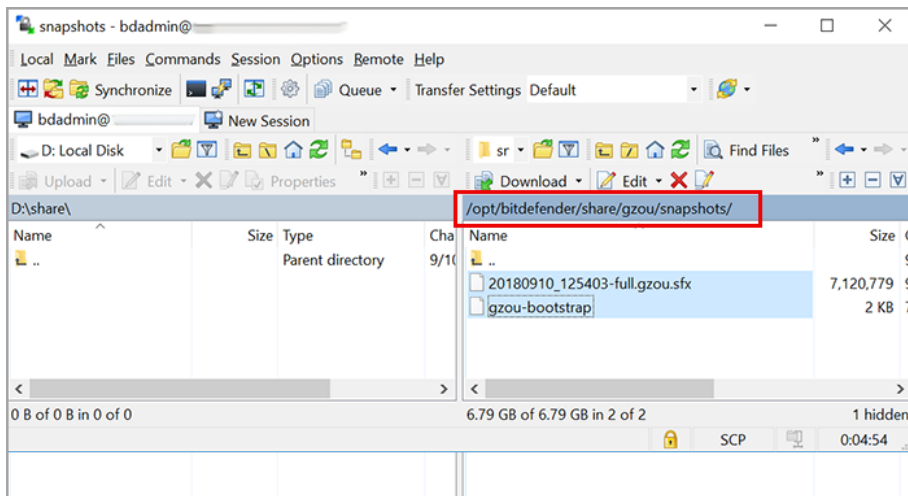 snapshots - bdadmin@
Local Mark Files Commands Session Options Remote Help
Synchronize Queue Transfer Settings Default
bdadmin@ New Session
D: Local Disk sr Find Files »
Upload Edit Properties » Download Edit »
D:\share\ /opt/bitdefender/share/gzou/snapshots/
Name Size Type Cha Name Size
.. Parent directory 9/10 ..
20180910_125403-full.gzou.sfx 7,120,779
gzou-bootstrap 2 KB
0 B of 0 B in 0 of 0 6.79 GB of 6.79 GB in 2 of 2 1 hidden
SCP 0:04:54